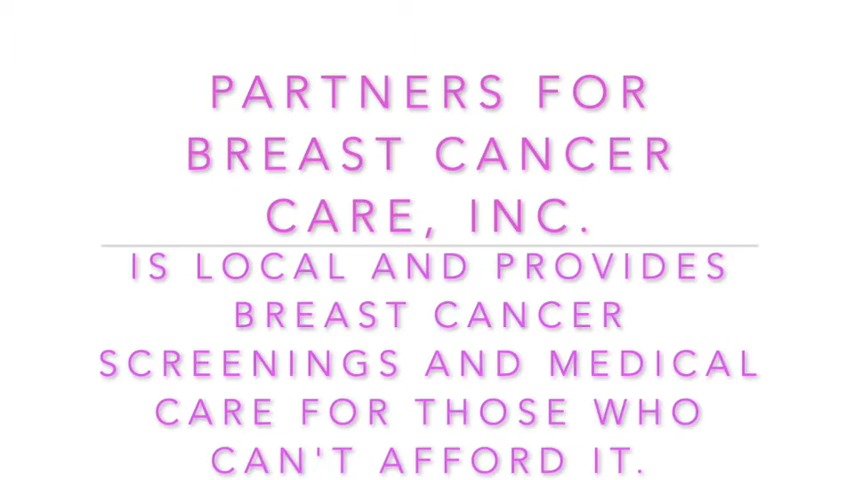 PARTNERS FOR
BREAST CANCER
CARE, INC.
IS LOCAL AND PROVIDES
BREAST CANCER
SCREENINGS AND MEDICAL
CARE FOR THOSE WHO
CAN'T AFFORD IT.